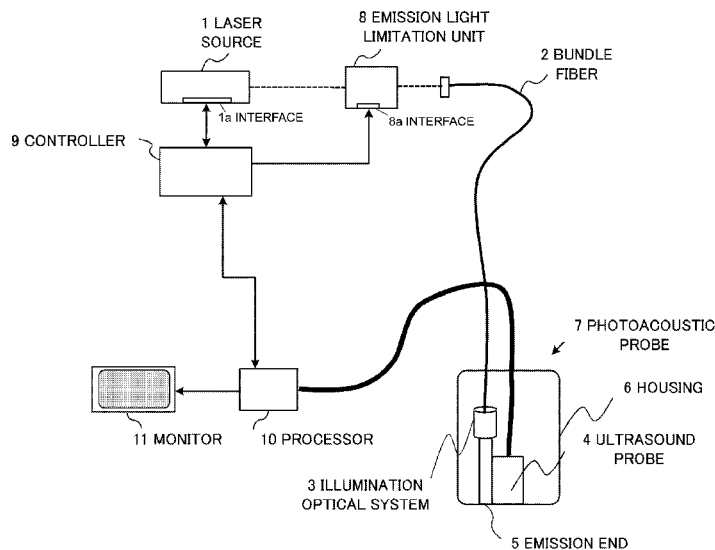 1 LASER
SOURCE
8 EMISSION LIGHT
LIMITATION UNIT
2 BUNDLE
FIBER
1a INTERFACE
8a INTERFACE
9 CONTROLLER
7 PHOTOACOUSTIC
PROBE
6 HOUSING
4 ULTRASOUND
PROBE
11 MONITOR
10 PROCESSOR
3 ILLUMINATION
OPTICAL SYSTEM
5 EMISSION END